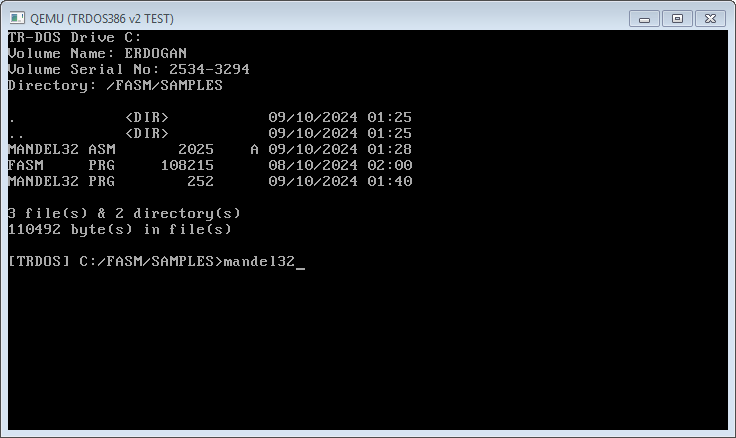 QEMU (TRDOS386 v2 TEST)
TR-DOS Drive C:
Volume Name: ERDOGAN
Volume Serial No: 2534-3294
Directory: /FASM/SAMPLES
. <DIR> 09/10/2024 01:25
.. <DIR> 09/10/2024 01:25
MANDEL32 ASM 2025 A 09/10/2024 01:28
FASM PRG 108215 08/10/2024 02:00
MANDEL32 PRG 252 09/10/2024 01:40
3 file(s) & 2 directory(s)
110492 byte(s) in file(s)
[TRDOS] C:/FASM/SAMPLES>mandel32_